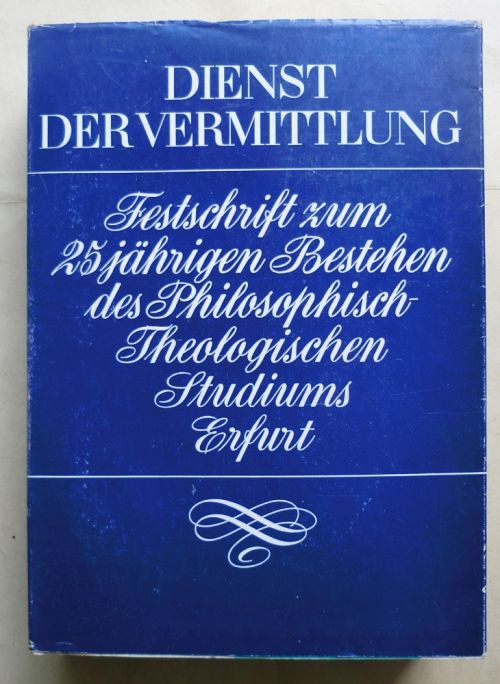 DIENST
DER VERMITTLUNG
Festschrift zum
25jährigen Bestehen
des Philosophisch-
Theologischen
Studiums
Erfurt